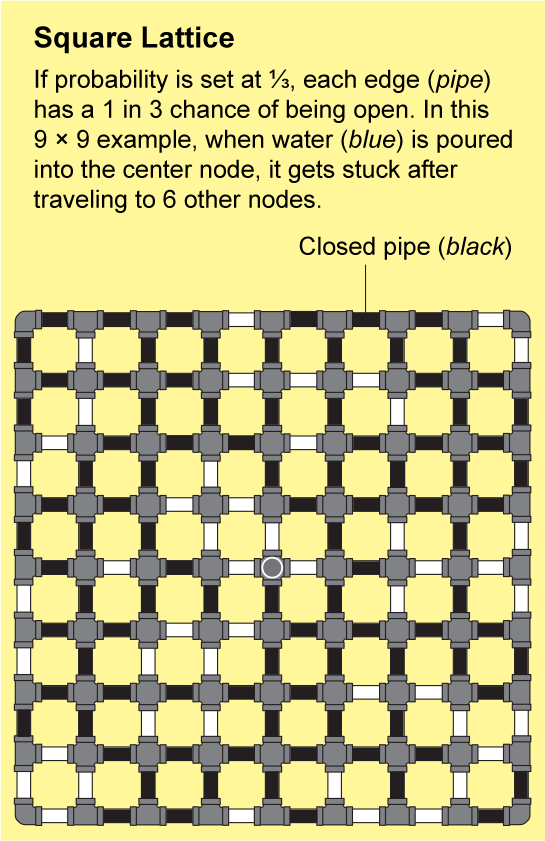 Square Lattice
If probability is set at ⅓, each edge (pipe)
has a 1 in 3 chance of being open. In this
9 × 9 example, when water (blue) is poured
into the center node, it gets stuck after
traveling to 6 other nodes.
Closed pipe (black)